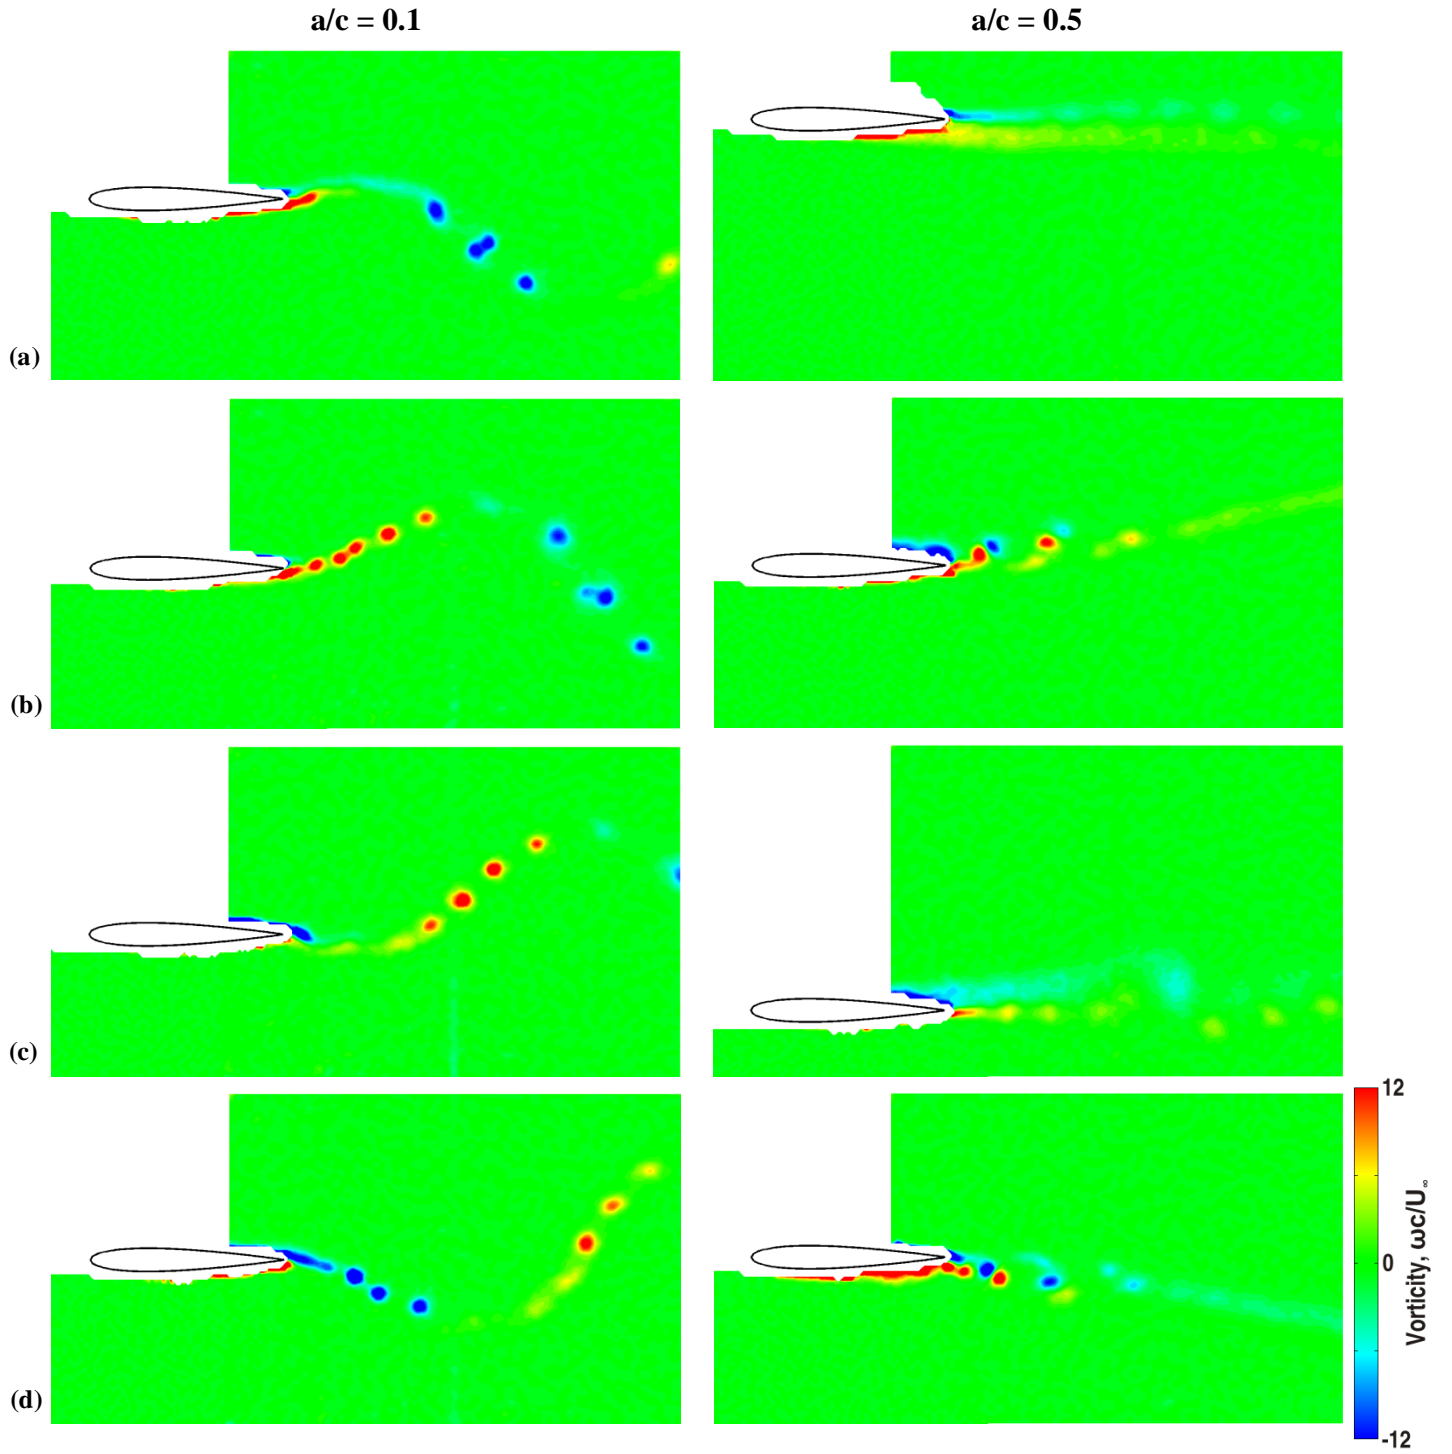 a/c = 0.1
a/c = 0.5
(a)
(b)
(c)
(d)
12
0
-12
Vorticity, ωc/U∞